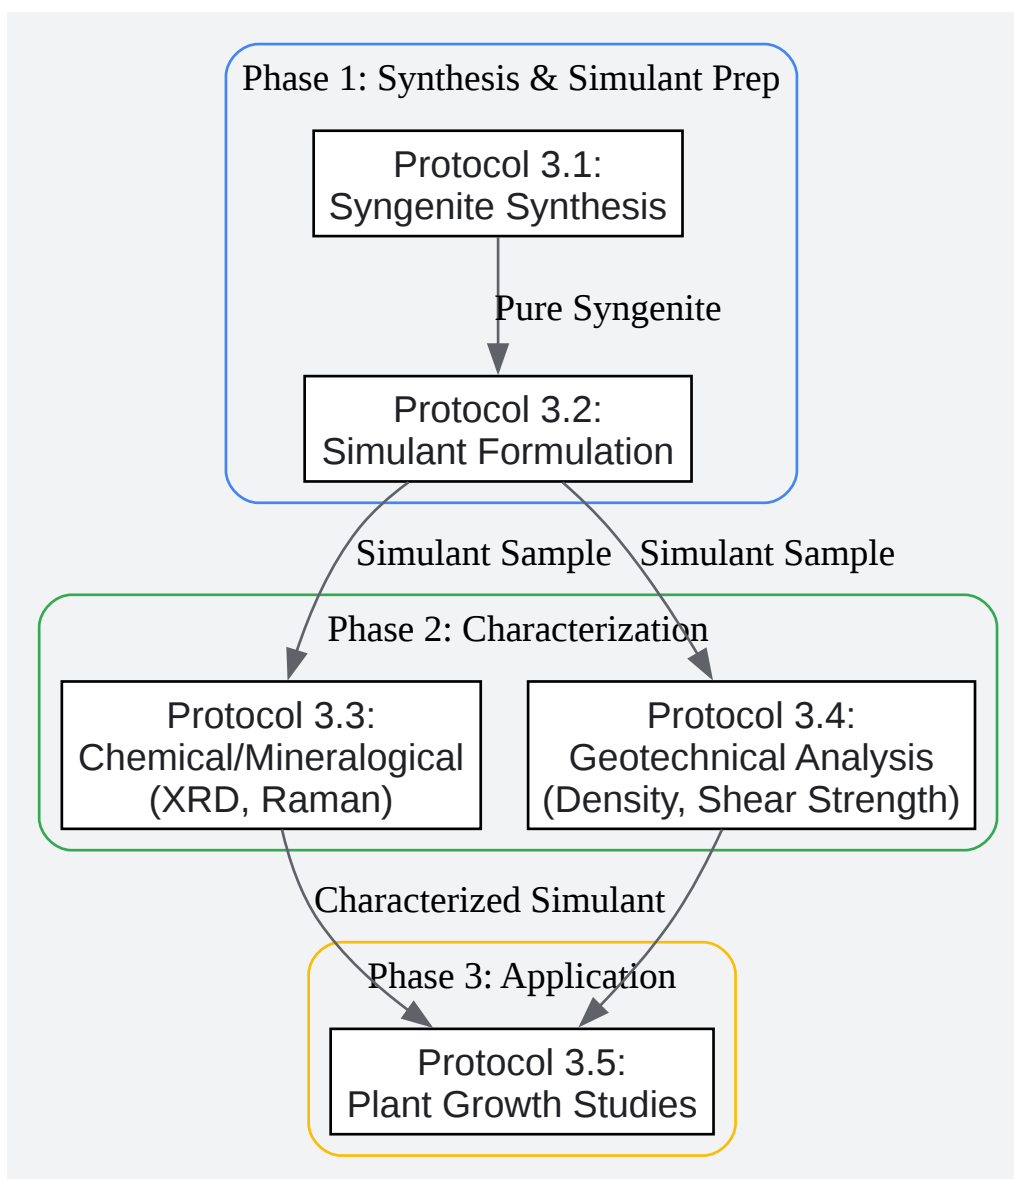 Phase 1: Synthesis & Simulant Prep
Protocol 3.1:
Syngenite Synthesis
Pure Syngenite
Protocol 3.2:
Simulant Formulation
Simulant Sample
Simulant Sample
Phase 2: Characterization
Protocol 3.3:
Chemical/Mineralogical
(XRD, Raman)
Protocol 3.4:
Geotechnical Analysis
(Density, Shear Strength)
Characterized Simulant
Phase 3: Application
Protocol 3.5:
Plant Growth Studies